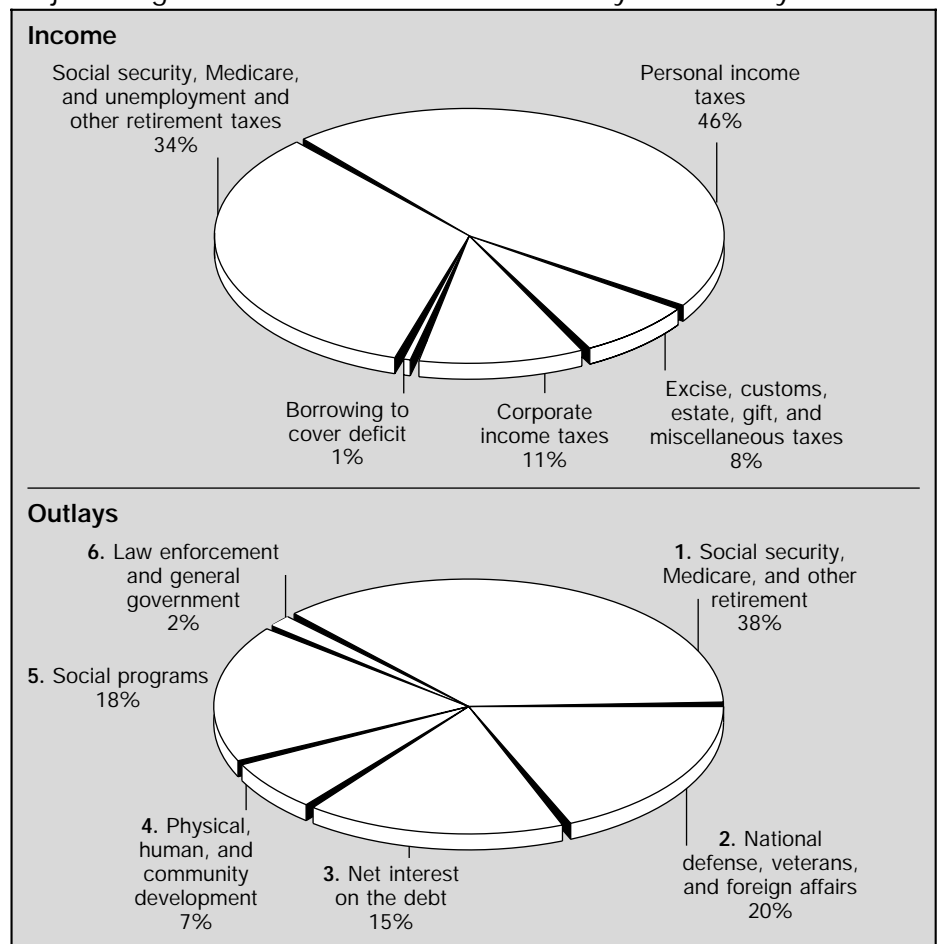 Income
Social security, Medicare,
and unemployment and
other retirement taxes
34%
Personal income
taxes
46%
Borrowing to
cover deficit
1%
Corporate
income taxes
11%
Excise, customs,
estate, gift, and
miscellaneous taxes
8%
Outlays
6. Law enforcement
and general
government
2%
1. Social security,
Medicare, and other
retirement
38%
5. Social programs
18%
4. Physical,
human, and
community
development
7%
3. Net interest
on the debt
15%
2. National
defense, veterans,
and foreign affairs
20%